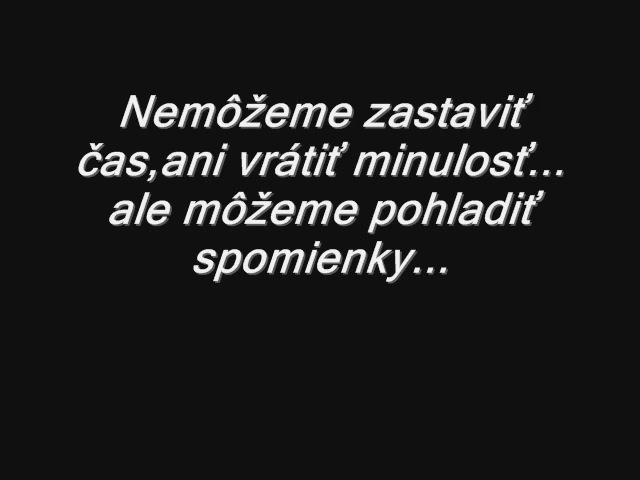 Nemôžeme zastaviť
čas,ani vrátiť minulosť...
ale môžeme pohladiť
spomienky...